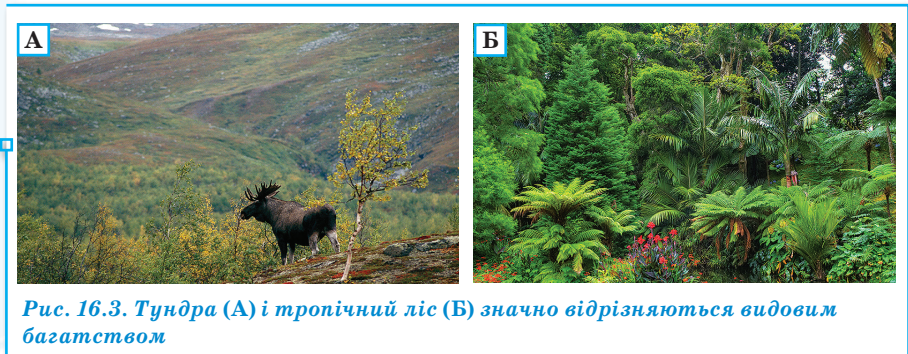 А
Б
Рис. 16.3. Тундра (А) і тропічний ліс (Б) значно відрізняються видовим
багатством